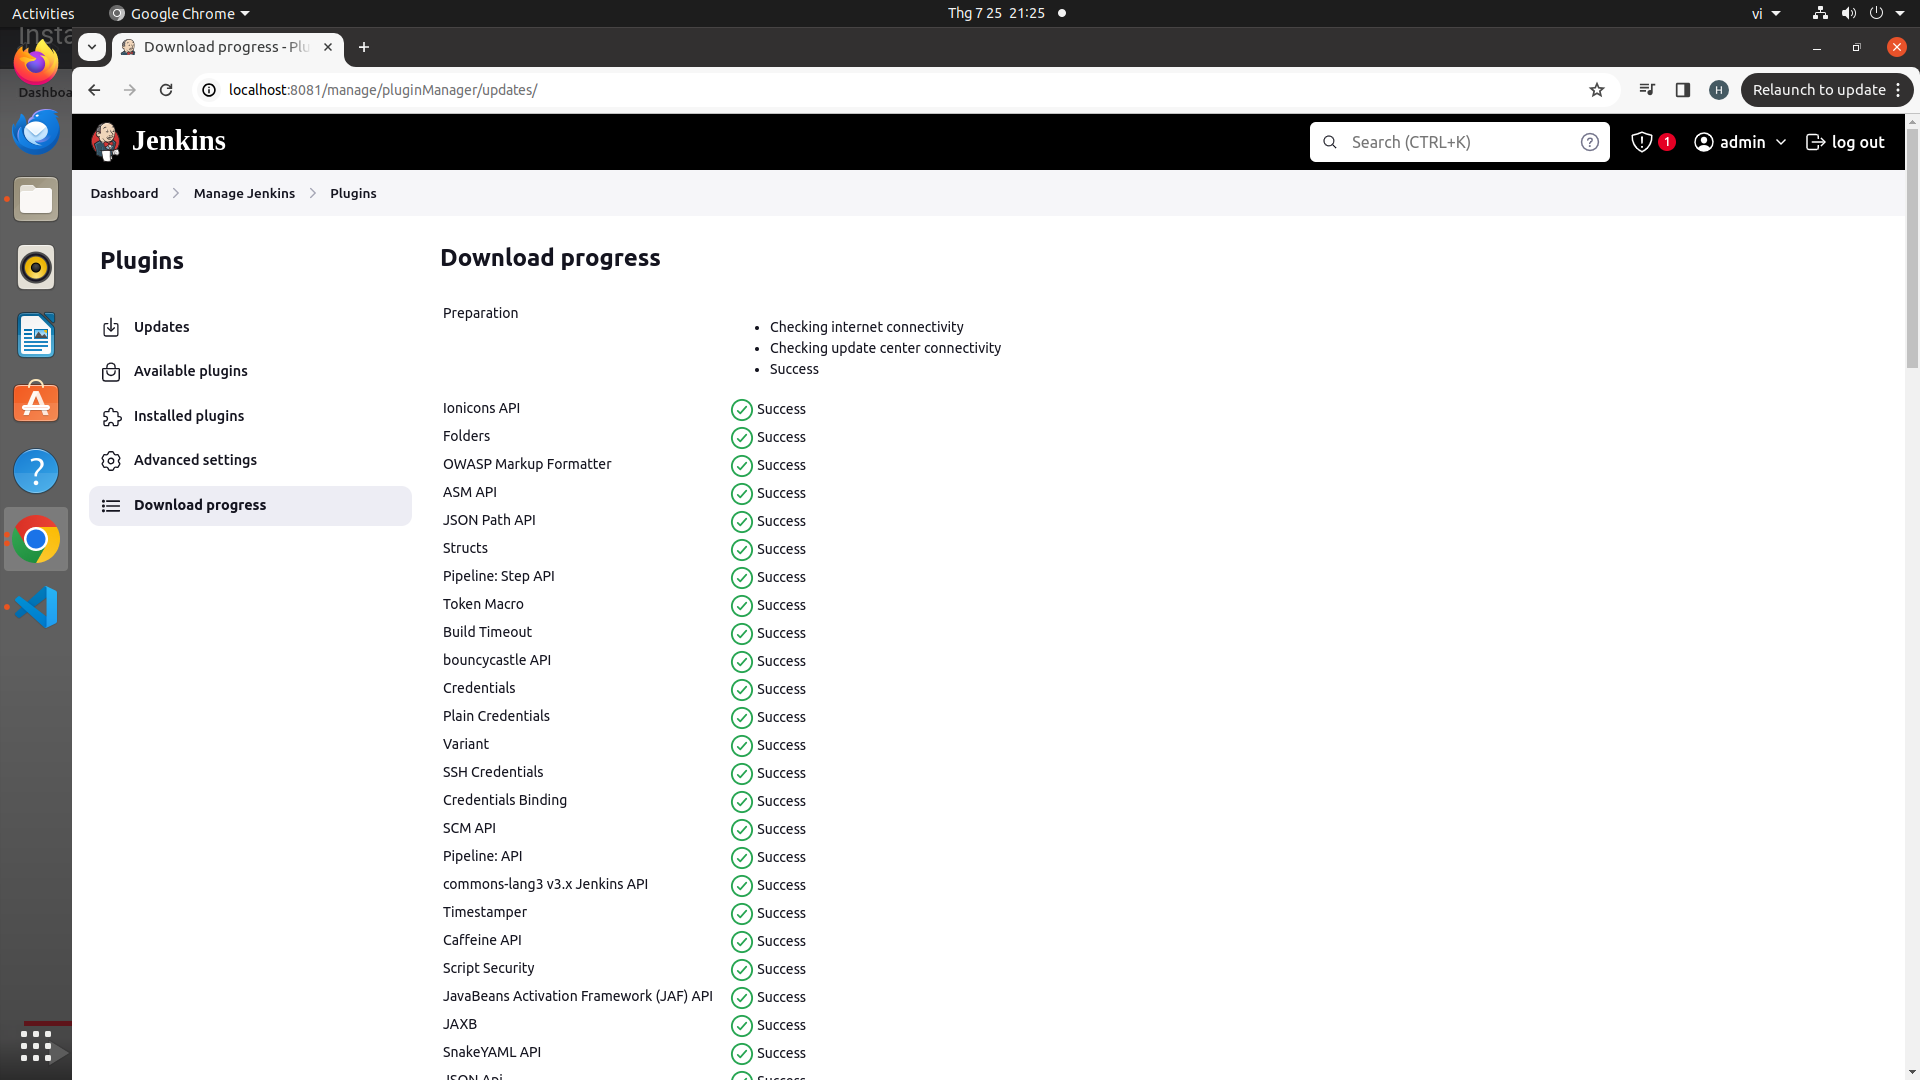 Activities
Google Chrome
Thg 7 25 21:25
vi
Insta
Download progress - Plu
Dashboa
localhost:8081/manage/pluginManager/updates/
H
Relaunch to update
Jenkins
Search (CTRL+K)
?
1
admin
log out
Dashboard
Manage Jenkins
Plugins
Plugins
Updates
Available plugins
Installed plugins
Advanced settings
Download progress
Download progress
Preparation
• Checking internet connectivity
• Checking update center connectivity
• Success
Ionicons API Success
Folders Success
OWASP Markup Formatter Success
ASM API Success
JSON Path API Success
Structs Success
Pipeline: Step API Success
Token Macro Success
Build Timeout Success
bouncycastle API Success
Credentials Success
Plain Credentials Success
Variant Success
SSH Credentials Success
Credentials Binding Success
SCM API Success
Pipeline: API Success
commons-lang3 v3.x Jenkins API Success
Timestamper Success
Caffeine API Success
Script Security Success
JavaBeans Activation Framework (JAF) API Success
JAXB Success
SnakeYAML API Success
JSON Api Success